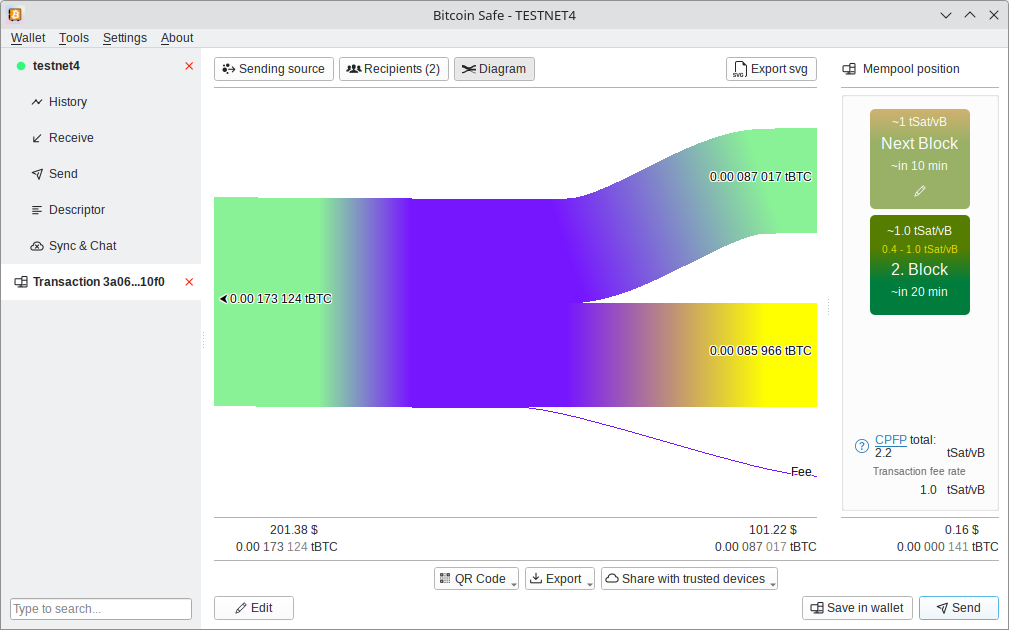 Bitcoin Safe - TESTNET4
Wallet Tools Settings About
testnet4
History
Receive
Send
Descriptor
Sync & Chat
Transaction 3a06...10f0
Type to search...
Sending source
Recipients (2)
Diagram
SVG
Export svg
0.00 173 124 tBTC
0.00 087 017 tBTC
0.00 085 966 tBTC
Fee
201.38 $
0.00 173 124 tBTC
101.22 $
0.00 087 017 tBTC
Mempool position
~1 tSat/vB
Next Block
~in 10 min
~1.0 tSat/vB
0.4 - 1.0 tSat/vB
2. Block
~in 20 min
? CPFP total:
2.2 tSat/vB
Transaction fee rate
1.0 tSat/vB
0.16 $
0.00 000 141 tBTC
QR Code
Export
Share with trusted devices
Edit
Save in wallet
Send